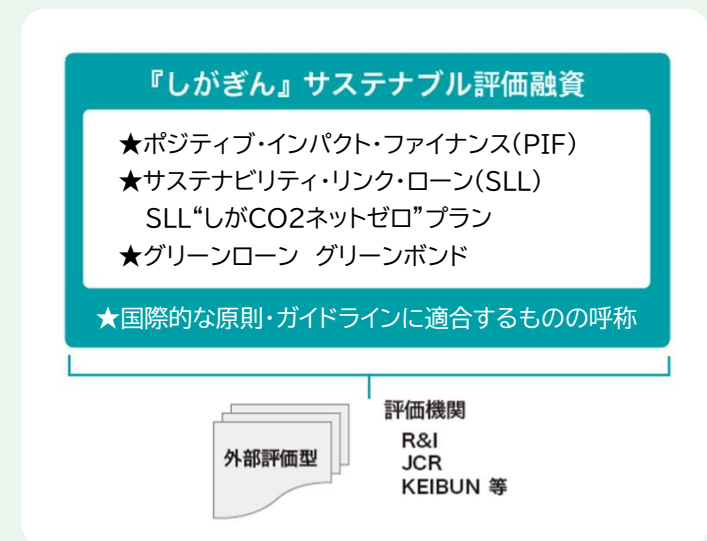 『しがぎん』サステナブル評価融資
★ポジティブ・インパクト・ファイナンス(PIF)
★サステナビリティ・リンク・ローン(SLL)
SLL“しがCO2ネットゼロ”プラン
★グリーンローン グリーンボンド
★国際的な原則・ガイドラインに適合するものの呼称
外部評価型
評価機関
R&I
JCR
KEIBUN 等